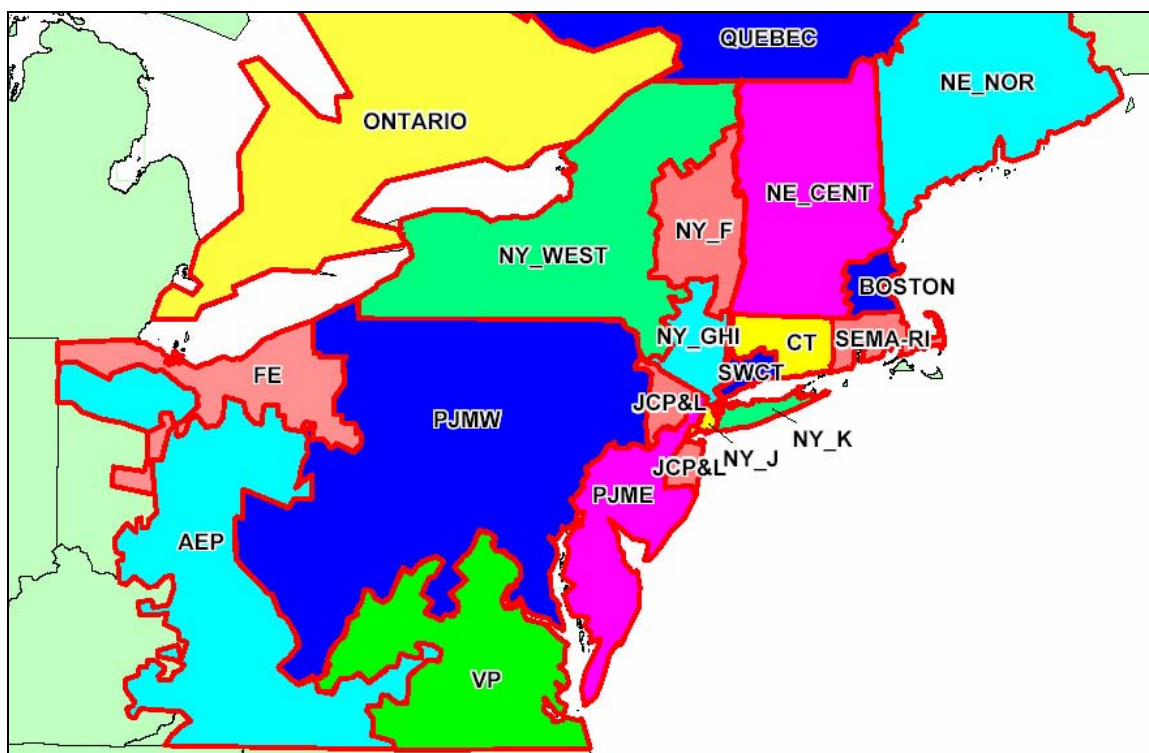 QUEBEC
NE_NOR
ONTARIO
NE_CENT
NY_F
NY_WEST
BOSTON
NY_GHI
CT
SEMA-RI
FE
SWCT
JCP&L
PJMW
NY_K
NY_J
JCP&L
PJME
AEP
VP